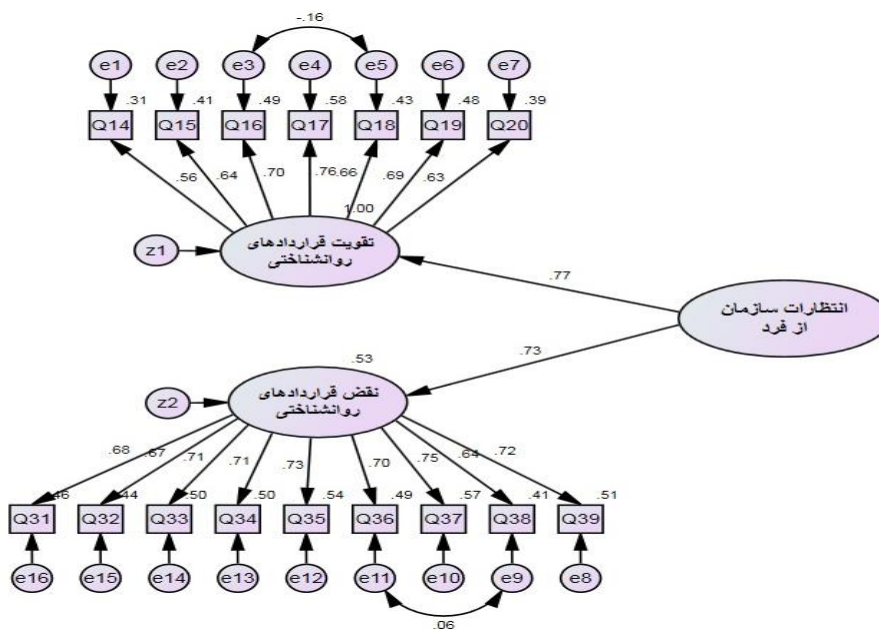 -.16
e1 e2 e3 e4 e5 e6 e7
.31 .41 .49 .58 .43 .48 .39
Q14 Q15 Q16 Q17 Q18 Q19 Q20
.56 .64 .70 .76 .66 .69 .63
1.00
z1
تقویت قراردادهای
روانشناختی
.77
انتظارات سازمان
از فرد
.73
.53
z2
نقض قراردادهای
روانشناختی
.68 .67 .71 .71 .73 .70 .75 .64 .72
.46 .44 .50 .50 .54 .49 .57 .41 .51
Q31 Q32 Q33 Q34 Q35 Q36 Q37 Q38 Q39
e16 e15 e14 e13 e12 e11 e10 e9 e8
.06